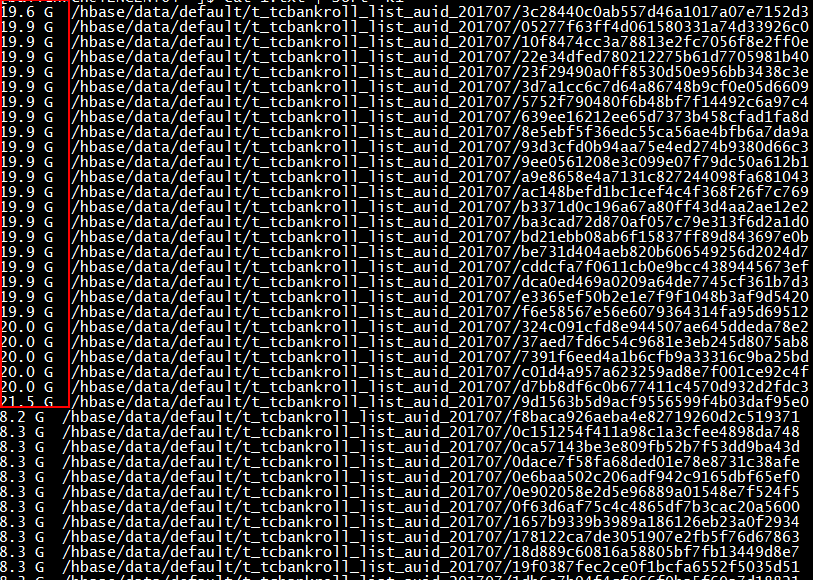 19.6 G /hbase/data/default/t_tcbankroll_list_auid_201707/3c28440c0ab557d46a1017a07e7152d3
19.9 G /hbase/data/default/t_tcbankroll_list_auid_201707/05277f63ff4d061580331a74d33926c0
19.9 G /hbase/data/default/t_tcbankroll_list_auid_201707/10f8474cc3a78813e2fc7056f8e2ff0e
19.9 G /hbase/data/default/t_tcbankroll_list_auid_201707/22e34dfed780212275b61d7705981b40
19.9 G /hbase/data/default/t_tcbankroll_list_auid_201707/23f29490a0ff8530d50e956bb3438c3e
19.9 G /hbase/data/default/t_tcbankroll_list_auid_201707/3d7a1cc6c7d64a86748b9cf0e05d6609
19.9 G /hbase/data/default/t_tcbankroll_list_auid_201707/5752f790480f6b48bf7f14492c6a97c4
19.9 G /hbase/data/default/t_tcbankroll_list_auid_201707/639ee16212ee65d7373b458cfad1fa8d
19.9 G /hbase/data/default/t_tcbankroll_list_auid_201707/8e5ebf5f36edc55ca56ae4bfb6a7da9a
19.9 G /hbase/data/default/t_tcbankroll_list_auid_201707/93d3cfd0b94aa75e4ed274b9380d66c3
19.9 G /hbase/data/default/t_tcbankroll_list_auid_201707/9ee0561208e3c099e07f79dc50a612b1
19.9 G /hbase/data/default/t_tcbankroll_list_auid_201707/a9e8658e4a7131c827244098fa681043
19.9 G /hbase/data/default/t_tcbankroll_list_auid_201707/ac148befd1bc1cef4c4f368f26f7c769
19.9 G /hbase/data/default/t_tcbankroll_list_auid_201707/b3371d0c196a67a80ff43d4aa2ae12e2
19.9 G /hbase/data/default/t_tcbankroll_list_auid_201707/ba3cad72d870af057c79e313f6d2a1d0
19.9 G /hbase/data/default/t_tcbankroll_list_auid_201707/bd21ebb08ab6f15837ff89d843697e0b
19.9 G /hbase/data/default/t_tcbankroll_list_auid_201707/be731d404aeb820b606549256d2024d7
19.9 G /hbase/data/default/t_tcbankroll_list_auid_201707/cddcfa7f0611cb0e9bcc4389445673ef
19.9 G /hbase/data/default/t_tcbankroll_list_auid_201707/dca0ed469a0209a64de7745cf361b7d3
19.9 G /hbase/data/default/t_tcbankroll_list_auid_201707/e3365ef50b2e1e7f9f1048b3af9d5420
19.9 G /hbase/data/default/t_tcbankroll_list_auid_201707/f6e58567e56e6079364314fa95d69512
20.0 G /hbase/data/default/t_tcbankroll_list_auid_201707/324c091cfd8e944507ae645ddeda78e2
20.0 G /hbase/data/default/t_tcbankroll_list_auid_201707/37aed7fd6c54c9681e3eb245d8075ab8
20.0 G /hbase/data/default/t_tcbankroll_list_auid_201707/7391f6eed4a1b6cfb9a33316c9ba25bd
20.0 G /hbase/data/default/t_tcbankroll_list_auid_201707/c01d4a957a623259ad8e7f001ce92c4f
20.0 G /hbase/data/default/t_tcbankroll_list_auid_201707/d7bb8df6c0b677411c4570d932d2fdc3
21.5 G /hbase/data/default/t_tcbankroll_list_auid_201707/9d1563b5d9acf9556599f4b03daf95e0
8.2 G /hbase/data/default/t_tcbankroll_list_auid_201707/f8baca926aeba4e82719260d2c519371
8.3 G /hbase/data/default/t_tcbankroll_list_auid_201707/0c151254f411a98c1a3cfee4898da748
8.3 G /hbase/data/default/t_tcbankroll_list_auid_201707/0ca57143be3e809fb52b7f53dd9ba43d
8.3 G /hbase/data/default/t_tcbankroll_list_auid_201707/0dace7f58fa68ded01e78e8731c38afe
8.3 G /hbase/data/default/t_tcbankroll_list_auid_201707/0e6baa502c206adf942c9165dbf65ef0
8.3 G /hbase/data/default/t_tcbankroll_list_auid_201707/0e902058e2d5e96889a01548e7f524f5
8.3 G /hbase/data/default/t_tcbankroll_list_auid_201707/0f63d6af75c4c4865df7b3cac20a5600
8.3 G /hbase/data/default/t_tcbankroll_list_auid_201707/1657b9339b3989a186126eb23a0f2934
8.3 G /hbase/data/default/t_tcbankroll_list_auid_201707/178122ca7de3051907e2fb5f76d67863
8.3 G /hbase/data/default/t_tcbankroll_list_auid_201707/18d889c60816a58805bf7fb13449d8e7
8.3 G /hbase/data/default/t_tcbankroll_list_auid_201707/19f0387fec2ce0f1bcfa6552f5035d51